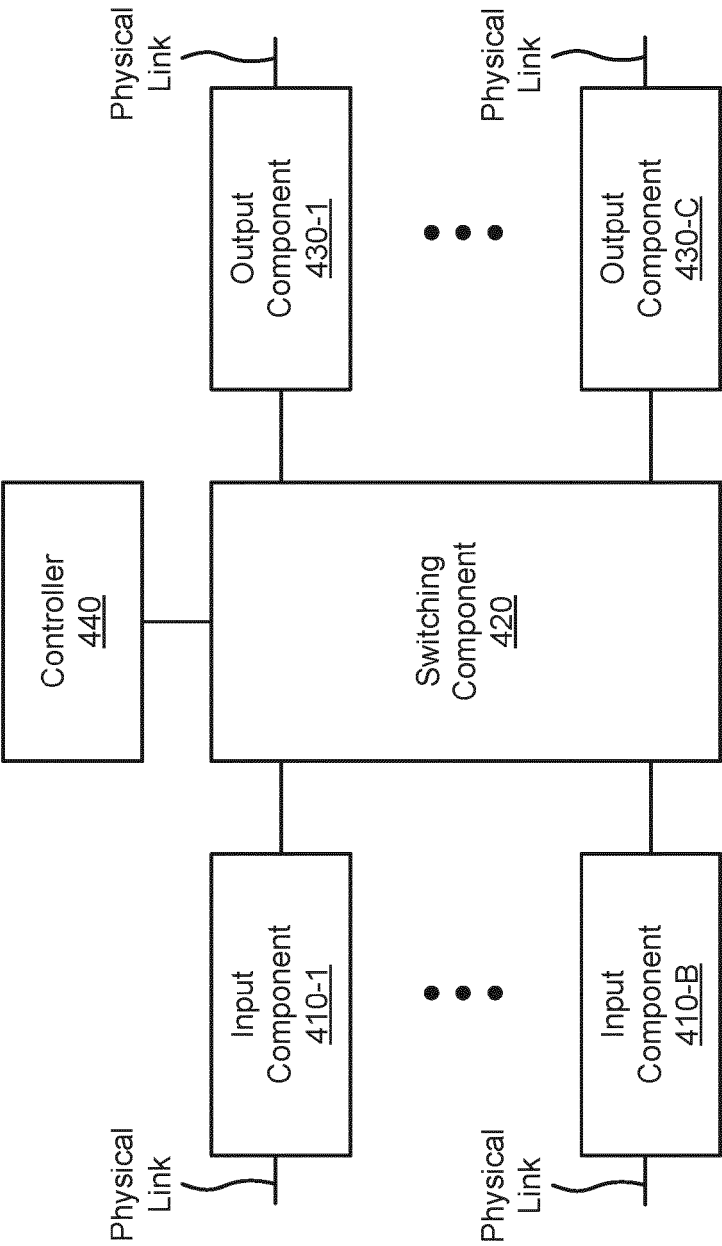 Controller
440
Physical
Link
Input
Component
410-1
Switching
Component
420
Output
Component
430-1
Physical
Link
Physical
Link
Input
Component
410-B
Output
Component
430-C
Physical
Link